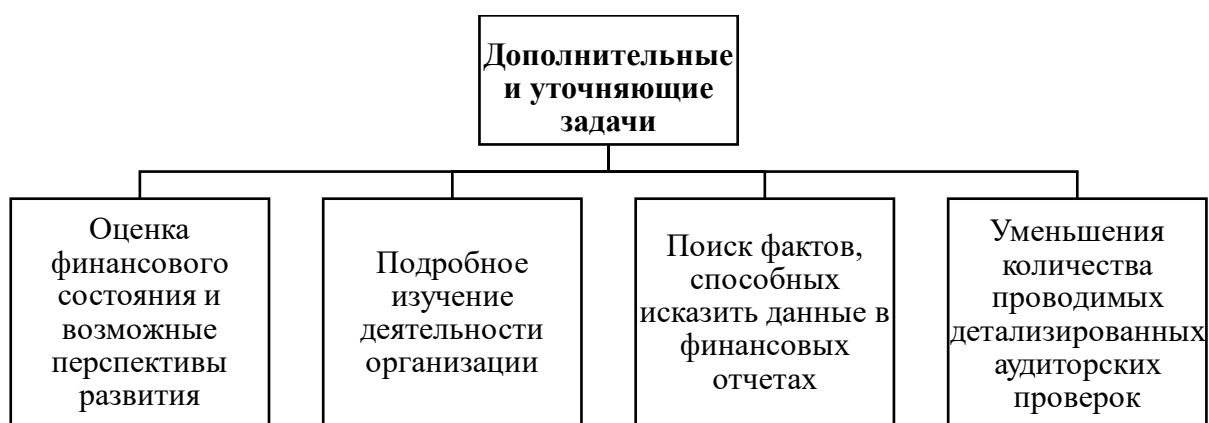 Дополнительные
и уточняющие
задачи
Оценка
финансового
состояния и
возможные
перспективы
развития
Подробное
изучение
деятельности
организации
Поиск фактов,
способных
исказить данные в
финансовых
отчетах
Уменьшения
количества
проводимых
детализированных
аудиторских
проверок